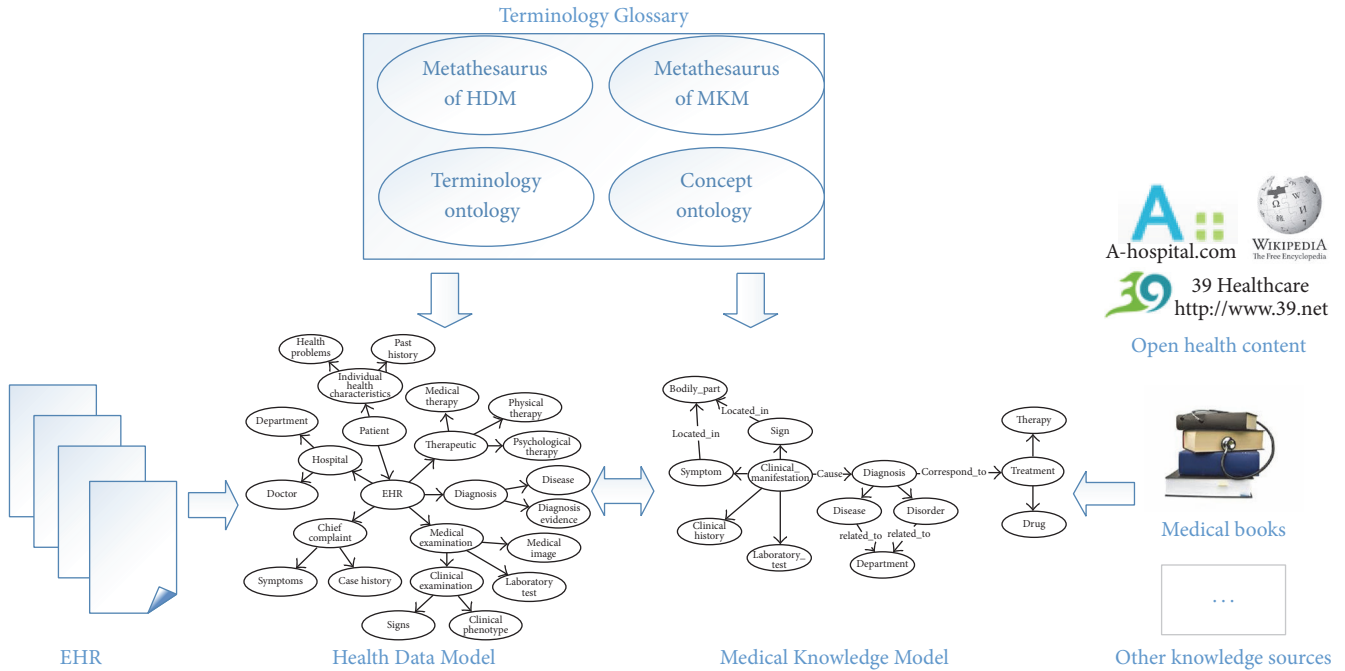 Terminology Glossary
Metathesaurus
of HDM
Metathesaurus
of MKM
Terminology
ontology
Concept
ontology
A
A-hospital.com
Ω
W
И
WIKIPEDIA
The Free Encyclopedia
39
39 Healthcare
http://www.39.net
Open health content
Health
problems
Past
history
Individual
health
characteristics
Medical
therapy
Physical
therapy
Department
Patient
Therapeutic
Psychological
therapy
Hospital
Doctor
EHR
Diagnosis
Disease
Diagnosis
evidence
Chief
complaint
Medical
examination
Medical
image
Symptoms
Case history
Clinical
examination
Laboratory
test
Signs
Clinical
phenotype
Bodily_part
Located_in
Located_in
Sign
Symptom
Clinical_
manifestation
Cause
Diagnosis
Correspond_to
Treatment
Therapy
Drug
Clinical
history
Laboratory_
test
Disease
Disorder
related_to
related_to
Department
Medical books
...
EHR
Health Data Model
Medical Knowledge Model
Other knowledge sources